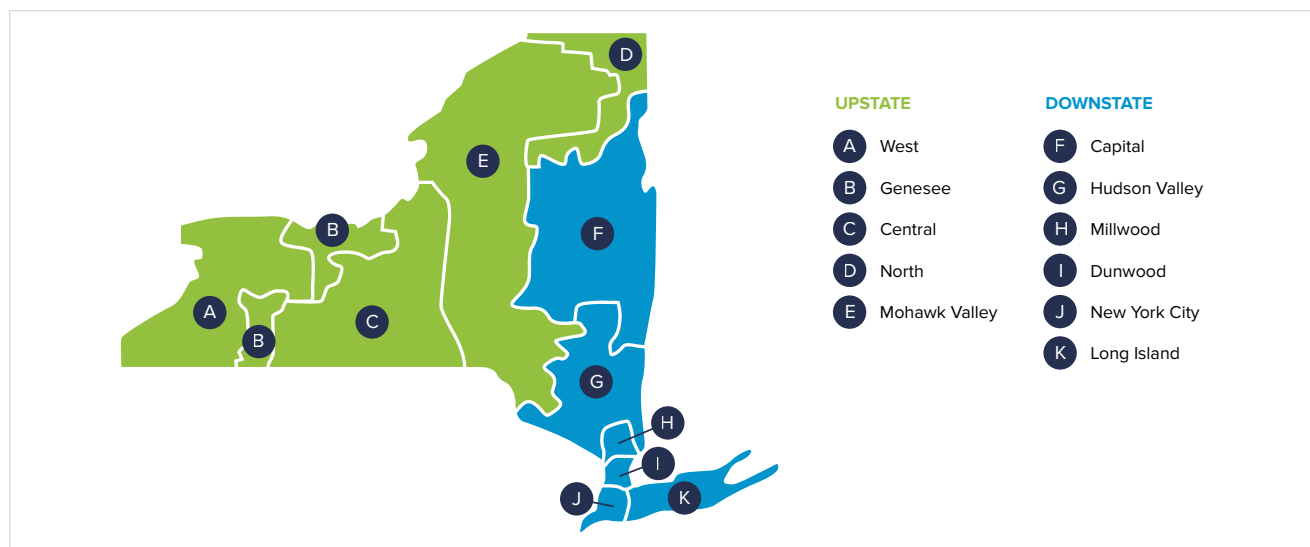 D
E
B
F
A
C
B
G
H
I
J
K
UPSTATE
A West
B Genesee
C Central
D North
E Mohawk Valley
DOWNSTATE
F Capital
G Hudson Valley
H Millwood
I Dunwood
J New York City
K Long Island